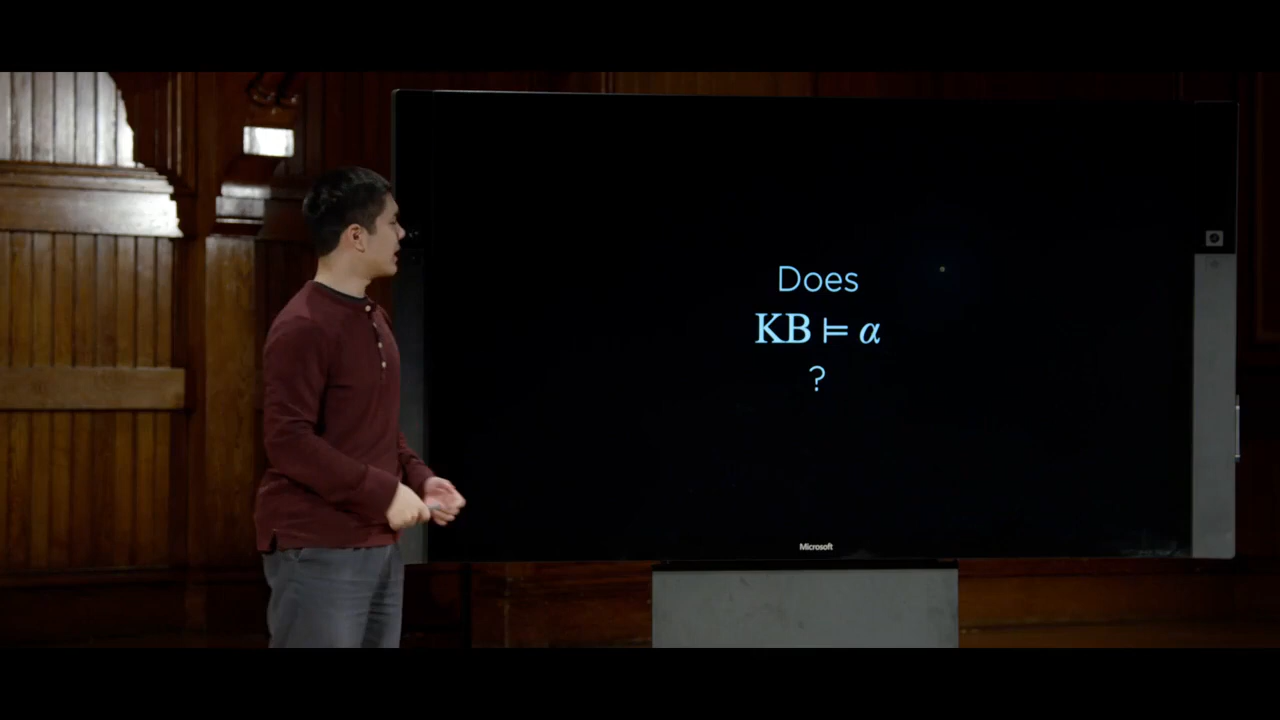 Does
KB ⊨ α
?
Microsoft